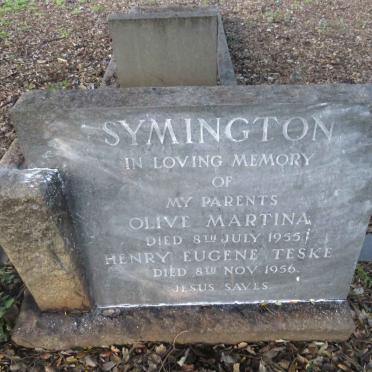 SYMINGTON
IN LOVING MEMORY
OF
MY PARENTS
OLIVE MARTINA
DIED 8TH JULY 1955
HENRY EUGENE TESKE
DIED 8TH NOV 1956.
JESUS SAVES